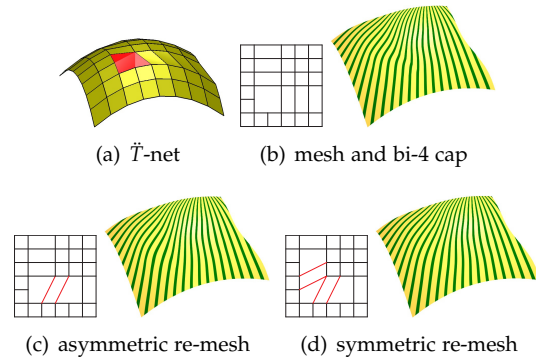 (a) T̈-net
(b) mesh and bi-4 cap
(c) asymmetric re-mesh
(d) symmetric re-mesh